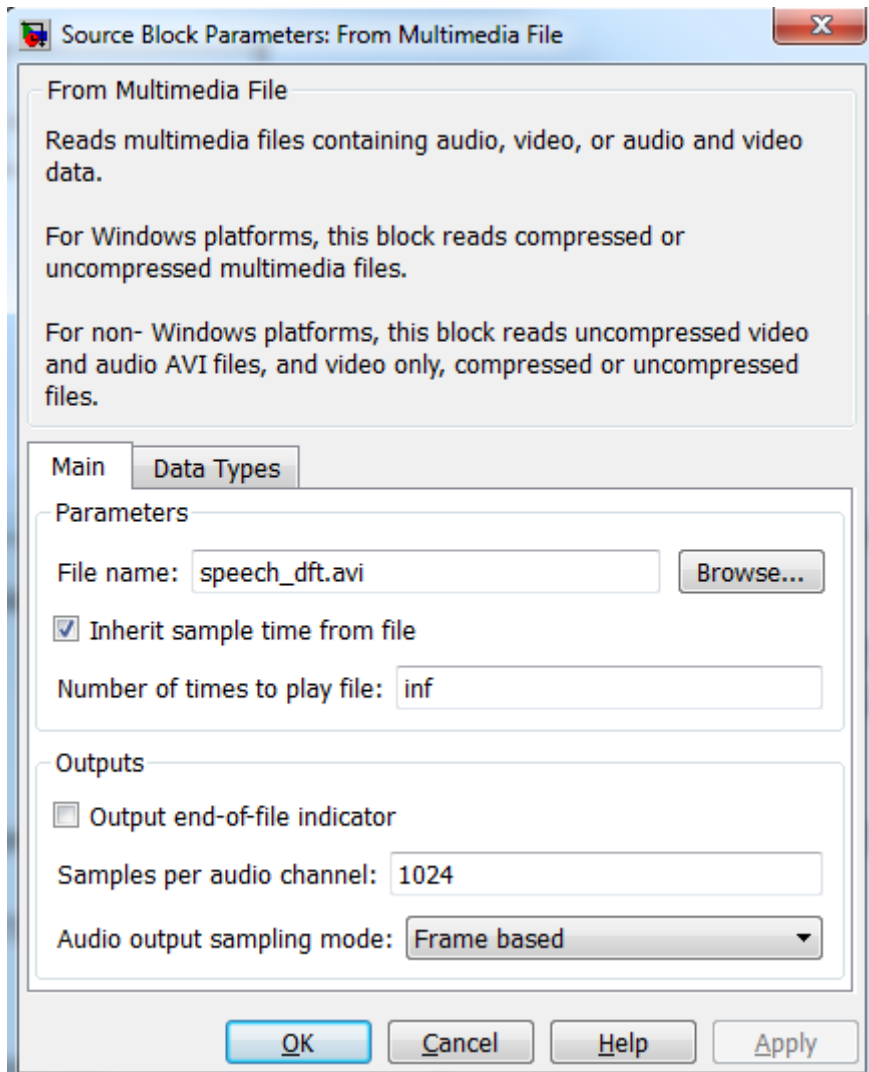 Source Block Parameters: From Multimedia File
From Multimedia File
Reads multimedia files containing audio, video, or audio and video
data.
For Windows platforms, this block reads compressed or
uncompressed multimedia files.
For non- Windows platforms, this block reads uncompressed video
and audio AVI files, and video only, compressed or uncompressed
files.
Main Data Types
Parameters
File name: speech_dft.avi Browse...
Inherit sample time from file
Number of times to play file: inf
Outputs
Output end-of-file indicator
Samples per audio channel: 1024
Audio output sampling mode: Frame based
OK Cancel Help Apply